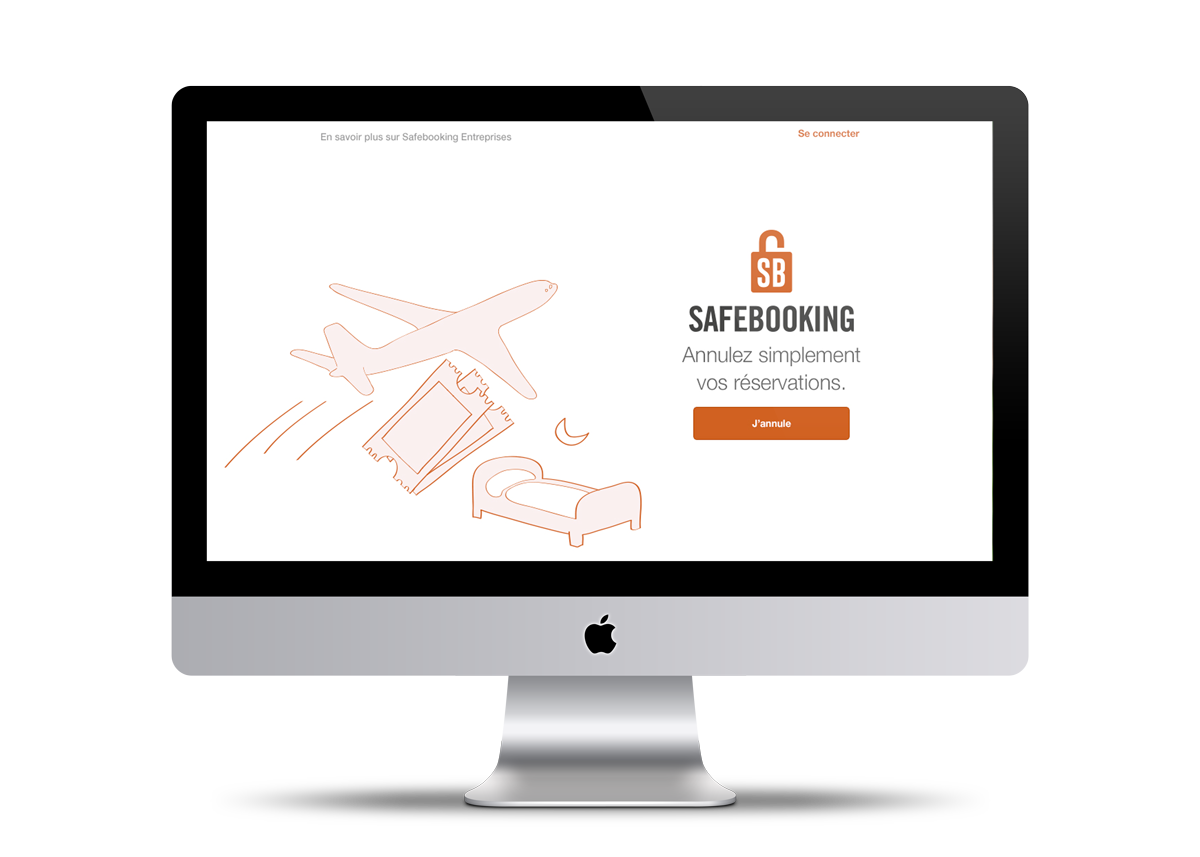 En savoir plus sur Safebooking Entreprises
Se connecter
SB
SAFEBOOKING
Annulez simplement
vos réservations.
J'annule